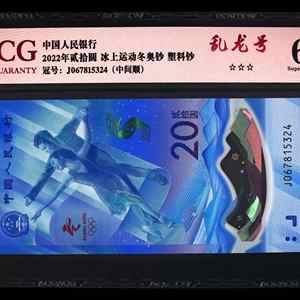 CG
GUARANTY
中国人民银行
2022年贰拾圆 冰上运动冬奥钞 塑料钞
冠号: J067815324 (中间顺)
乱龙号
☆☆☆
6
Super
中国人民银行
20
贰拾圆
J067815324